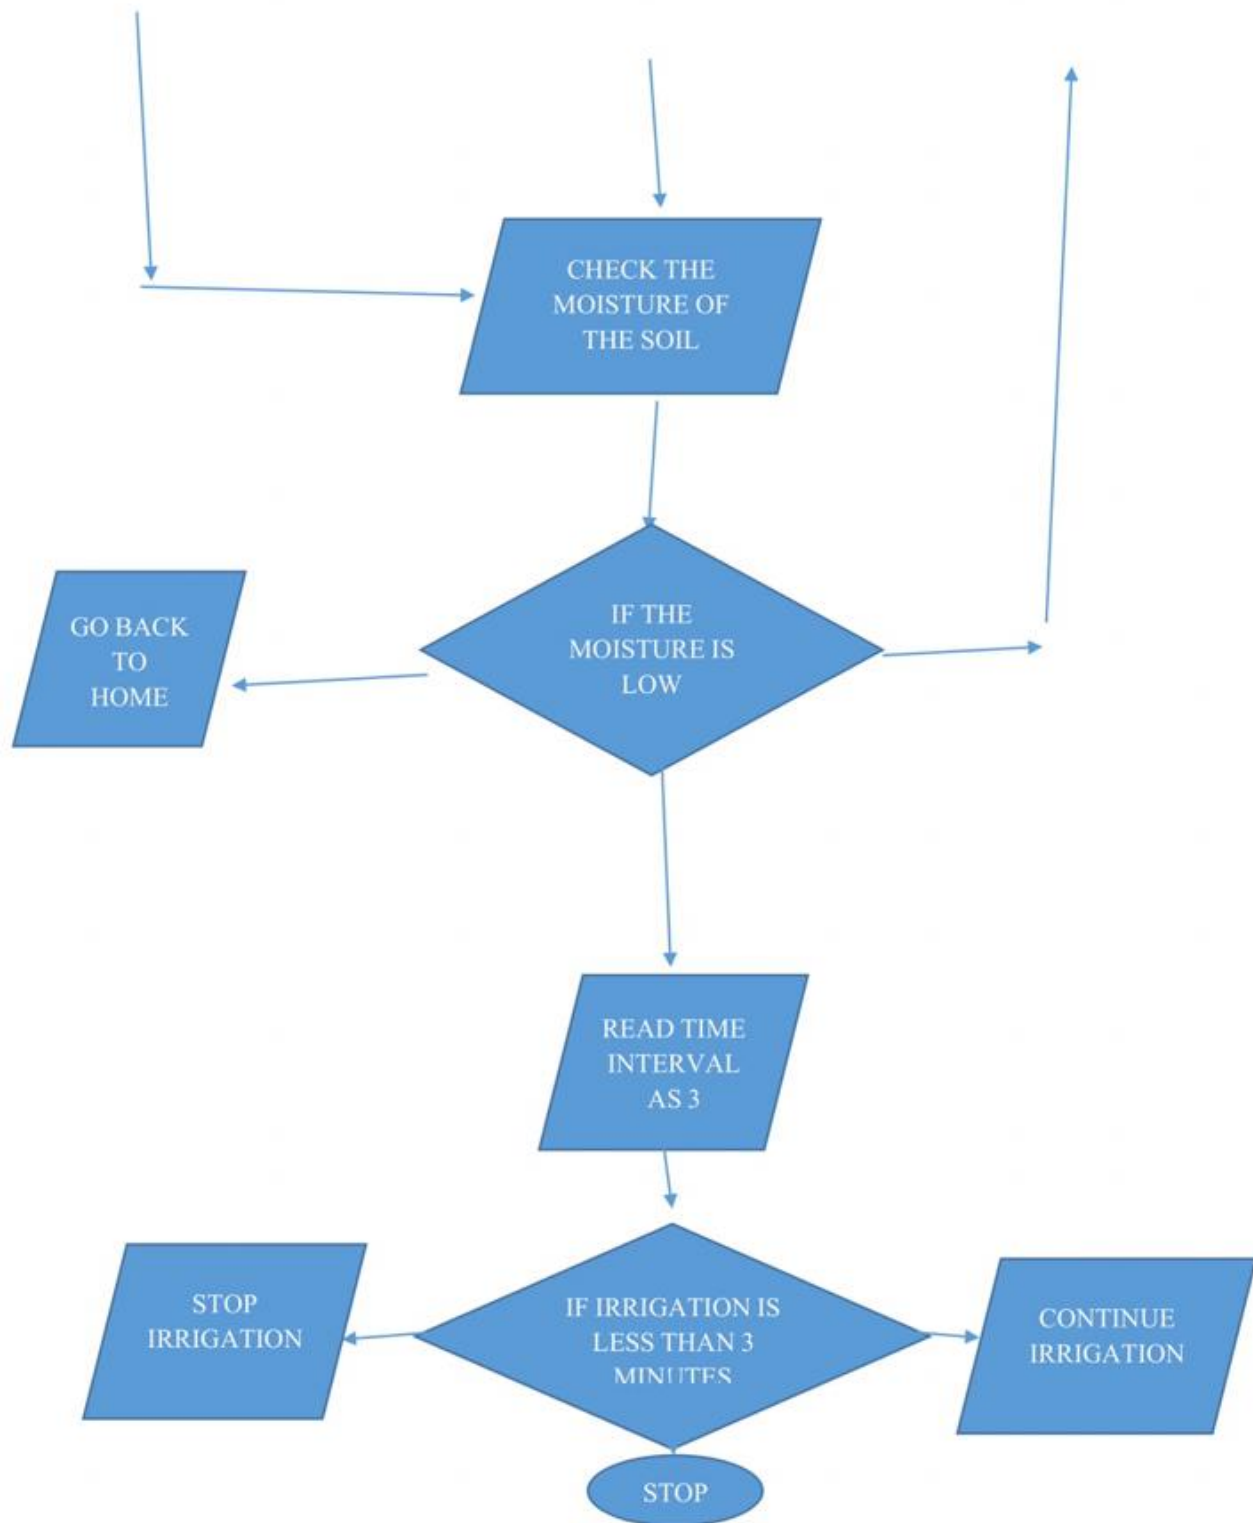 CHECK THE
MOISTURE OF
THE SOIL
GO BACK
TO
HOME
IF THE
MOISTURE IS
LOW
READ TIME
INTERVAL
AS 3
STOP
IRRIGATION
IF IRRIGATION IS
LESS THAN 3
MINUTES
CONTINUE
IRRIGATION
STOP